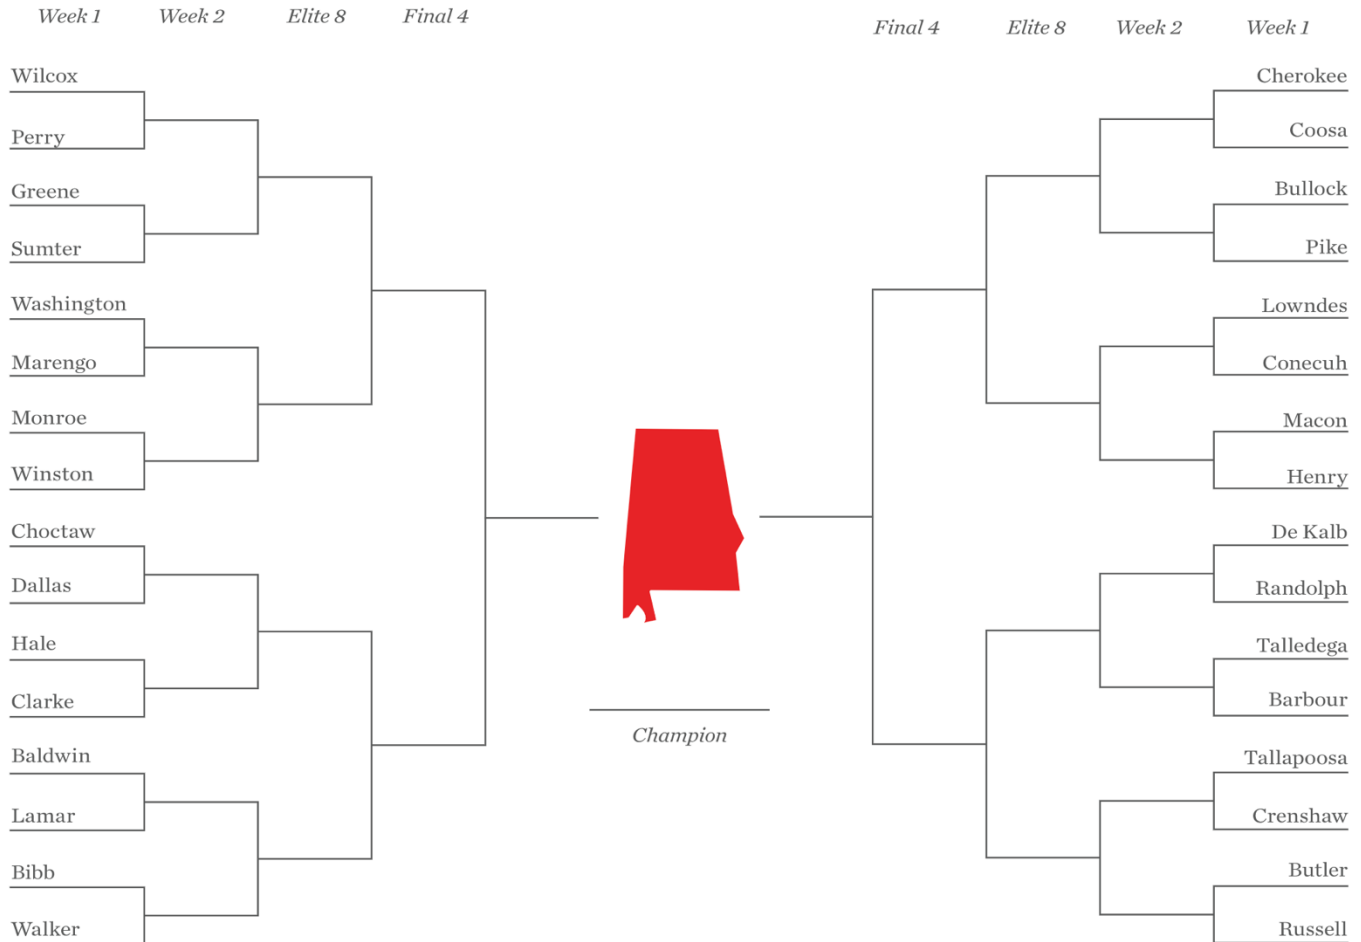 Week 1
Week 2
Elite 8
Final 4
Final 4
Elite 8
Week 2
Week 1
Wilcox
Perry
Greene
Sumter
Washington
Marengo
Monroe
Winston
Choctaw
Dallas
Hale
Clarke
Baldwin
Lamar
Bibb
Walker
Champion
Cherokee
Coosa
Bullock
Pike
Lowndes
Conecuh
Macon
Henry
De Kalb
Randolph
Talledega
Barbour
Tallapoosa
Crenshaw
Butler
Russell